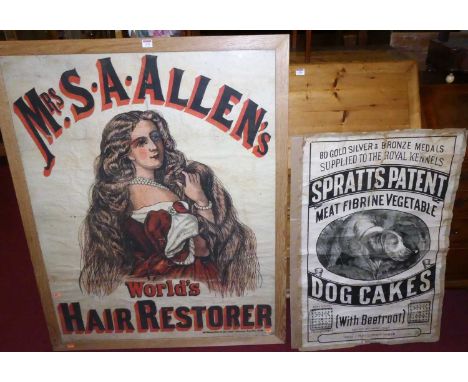 MRS. S.A. ALLEN'S
World's
HAIR RESTORER
80 GOLD SILVER & BRONZE MEDALS
SUPPLIED TO THE ROYAL KENNELS
SPRATTS PATENT
MEAT FIBRINE VEGETABLE
DOG CAKES
(With Beetroot)